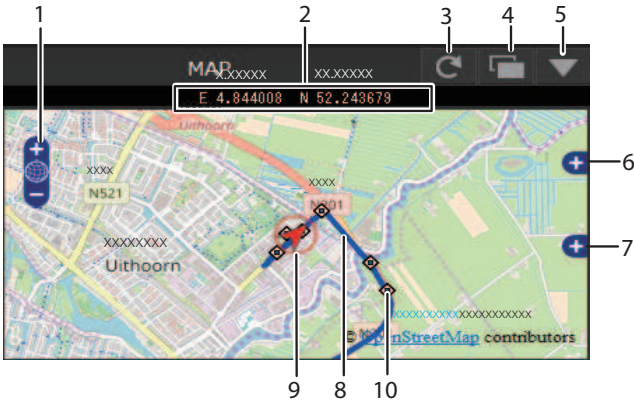 1 2 3 4 5
MAP
X.XXXXX XX.XXXXX
E 4.844008 N 52.243679
Uithoorn
+
XXXX
N521
−
XXXX
N201
+ 6
XXXXXXXX
Uithoorn
+ 7
XXXXXXXXXXXXXXXXXXXXXX
© OpenStreetMap contributors
9 8 10